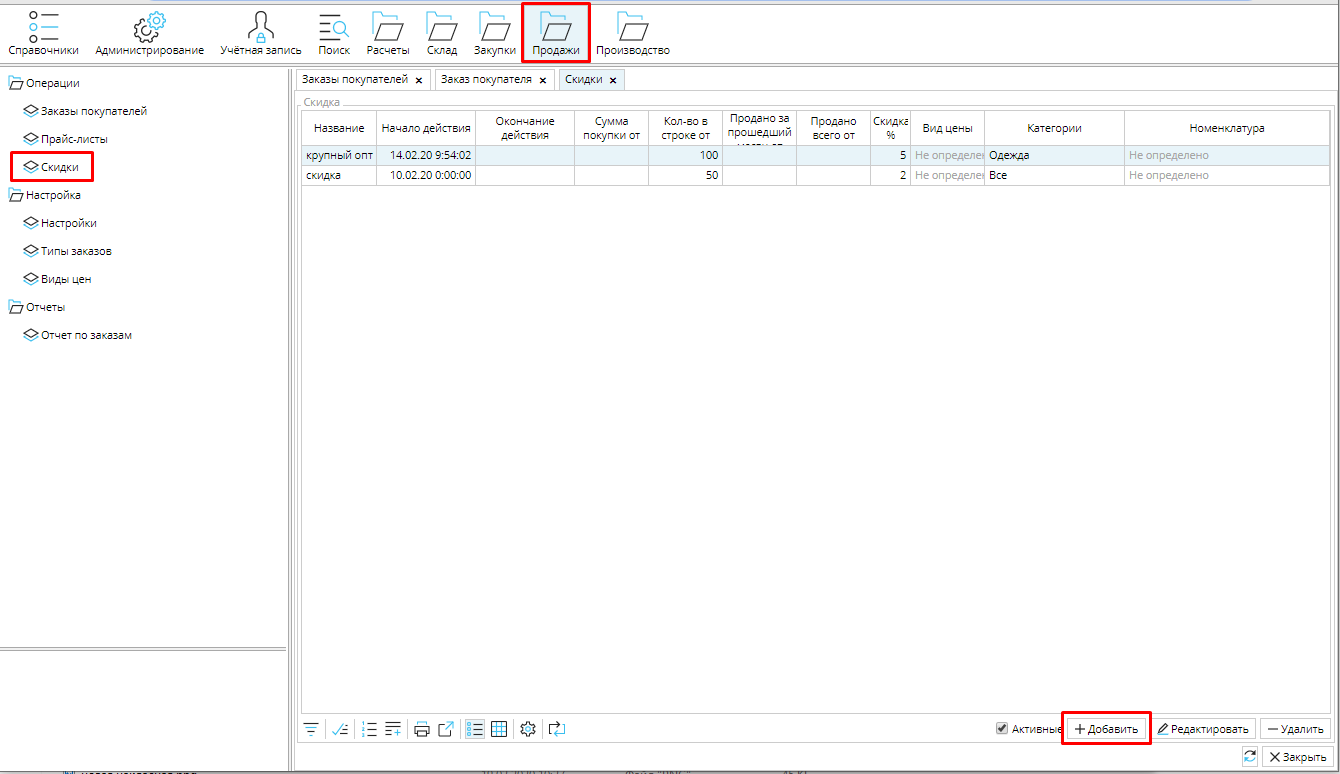 Справочники Администрирование Учётная запись Поиск Расчеты Склад Закупки Продажи Производство
Операции
Заказы покупателей
Прайс-листы
Скидки
Настройка
Настройки
Типы заказов
Виды цен
Отчеты
Отчет по заказам
Заказы покупателей × Заказ покупателя × Скидки ×
Скидка
Название Начало действия Окончание действия Сумма покупки от Кол-во в строке от Продано за прошедший Продано всего от Скидка % Вид цены Категории Номенклатура
крупный опт 14.02.20 9:54:02 100 5 Не определен Одежда Не определено
скидка 10.02.20 0:00:00 50 2 Не определен Все Не определено
Активные Добавить Редактировать Удалить
Закрыть